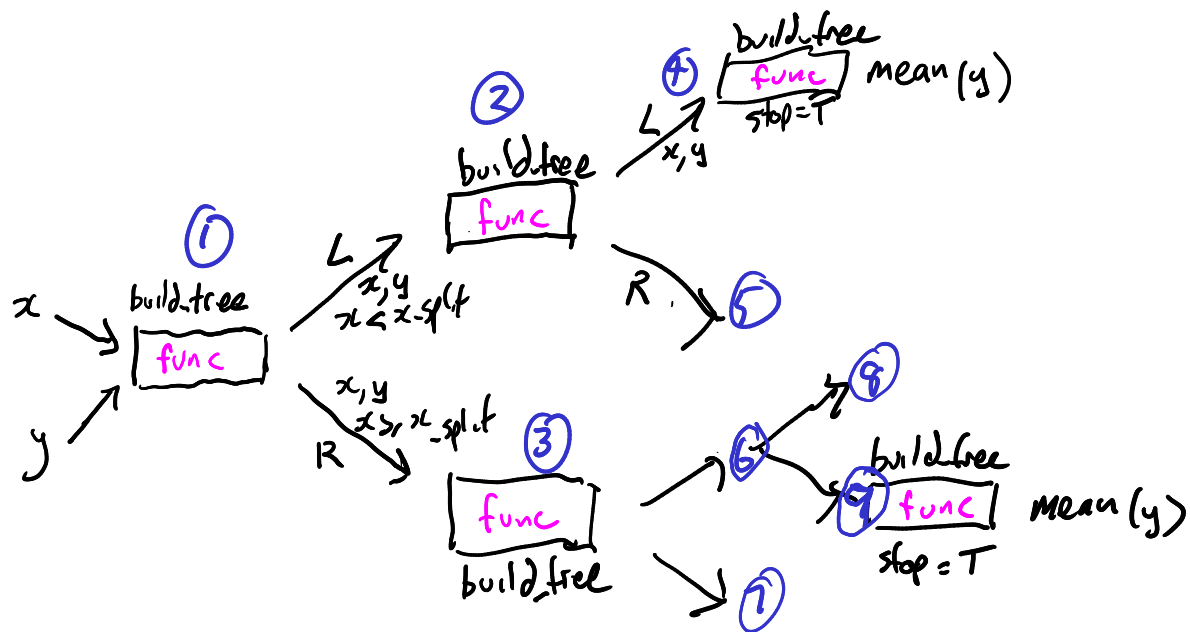 x
y
1
build_tree
func
L
x, y
x < x_split
x, y
x ≥ x_split
R
2
build_tree
func
3
func
build_tree
L
x, y
R
4
build_tree
func
stop=T
mean(y)
5
6
7
8
9
build_tree
func
stop = T
mean(y)